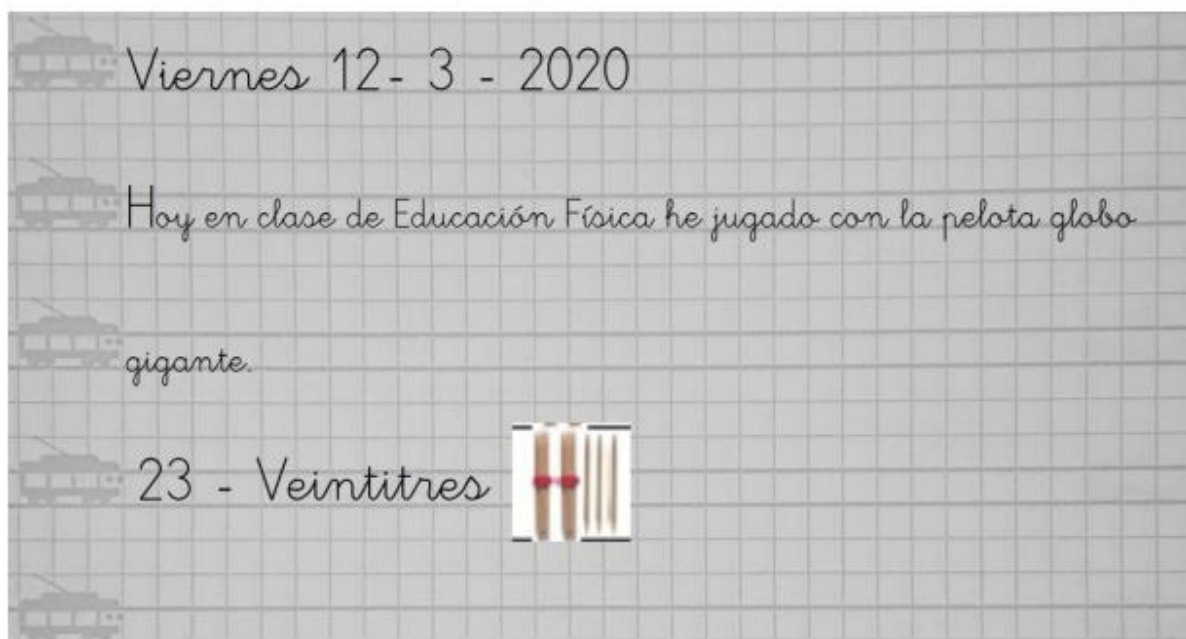 Viernes 12- 3 - 2020
Hoy en clase de Educación Física he jugado con la pelota globo
gigante.
23 - Veintitres